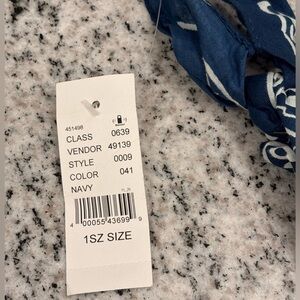 451498
CLASS 0639
VENDOR 49139
STYLE 0009
COLOR 041
NAVY
4 00055 43699 9
1SZ SIZE